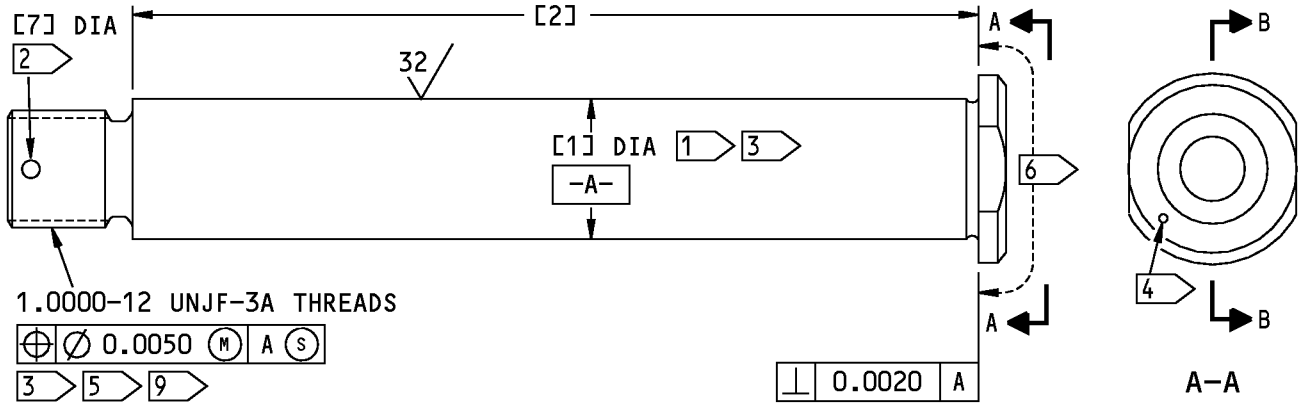 [7] DIA
2
[2]
A
B
32
[1] DIA 1 3
-A-
6
4
1.0000-12 UNJF-3A THREADS
⌖ ⌀ 0.0050 Ⓜ A Ⓢ
3 5 9
A
B
⊥ 0.0020 A
A-A